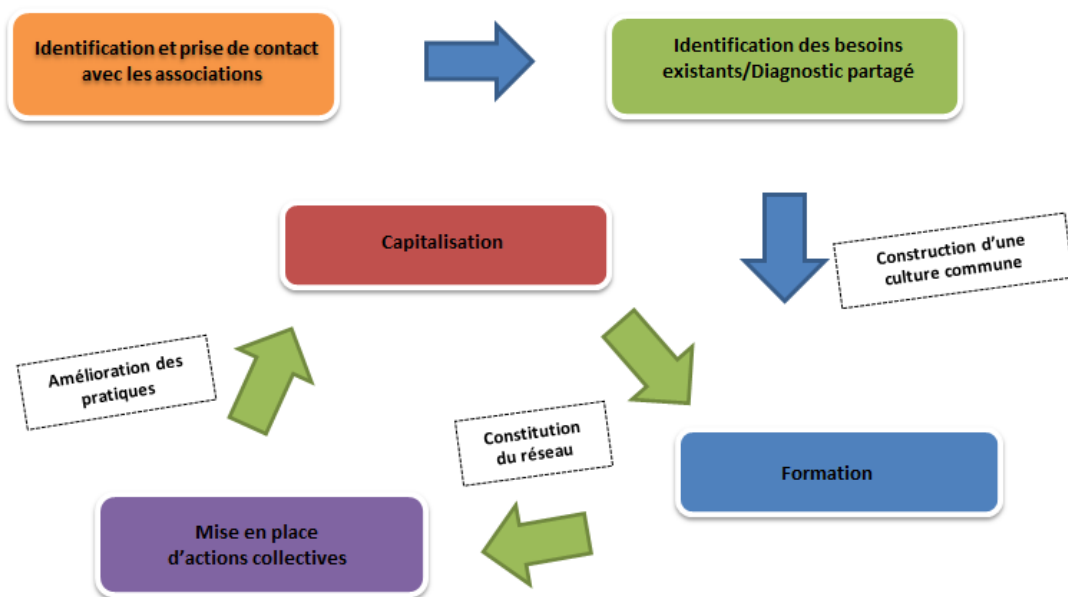 Identification et prise de contact
avec les associations
Identification des besoins
existants/Diagnostic partagé
Capitalisation
Construction d'une
culture commune
Amélioration des
pratiques
Constitution
du réseau
Formation
Mise en place
d'actions collectives